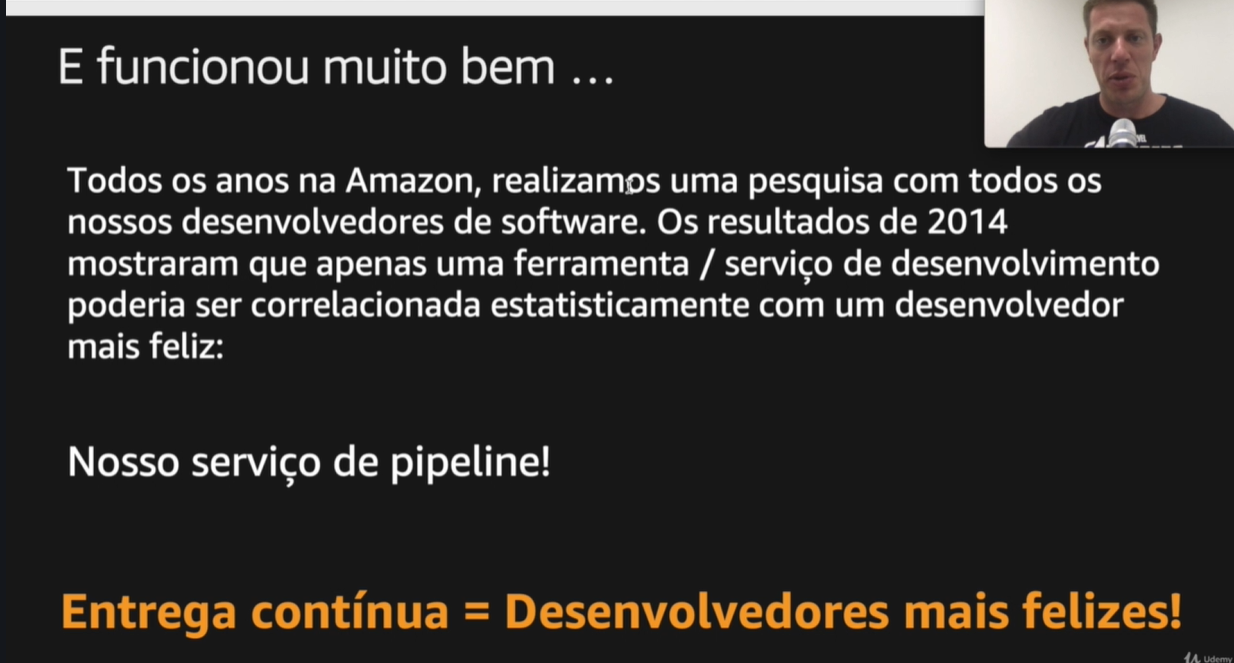 E funcionou muito bem ...
Todos os anos na Amazon, realizamos uma pesquisa com todos os
nossos desenvolvedores de software. Os resultados de 2014
mostraram que apenas uma ferramenta / serviço de desenvolvimento
poderia ser correlacionada estatisticamente com um desenvolvedor
mais feliz:
Nosso serviço de pipeline!
Entrega contínua = Desenvolvedores mais felizes!
Udemy